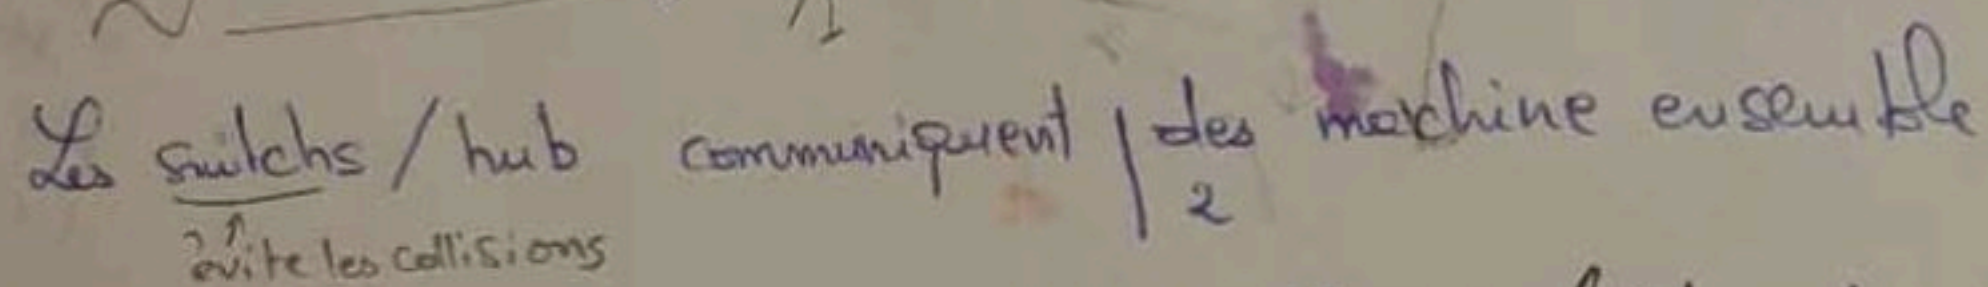 Les switchs / hub communiquent | des machine ensemble
2
évite les collisions